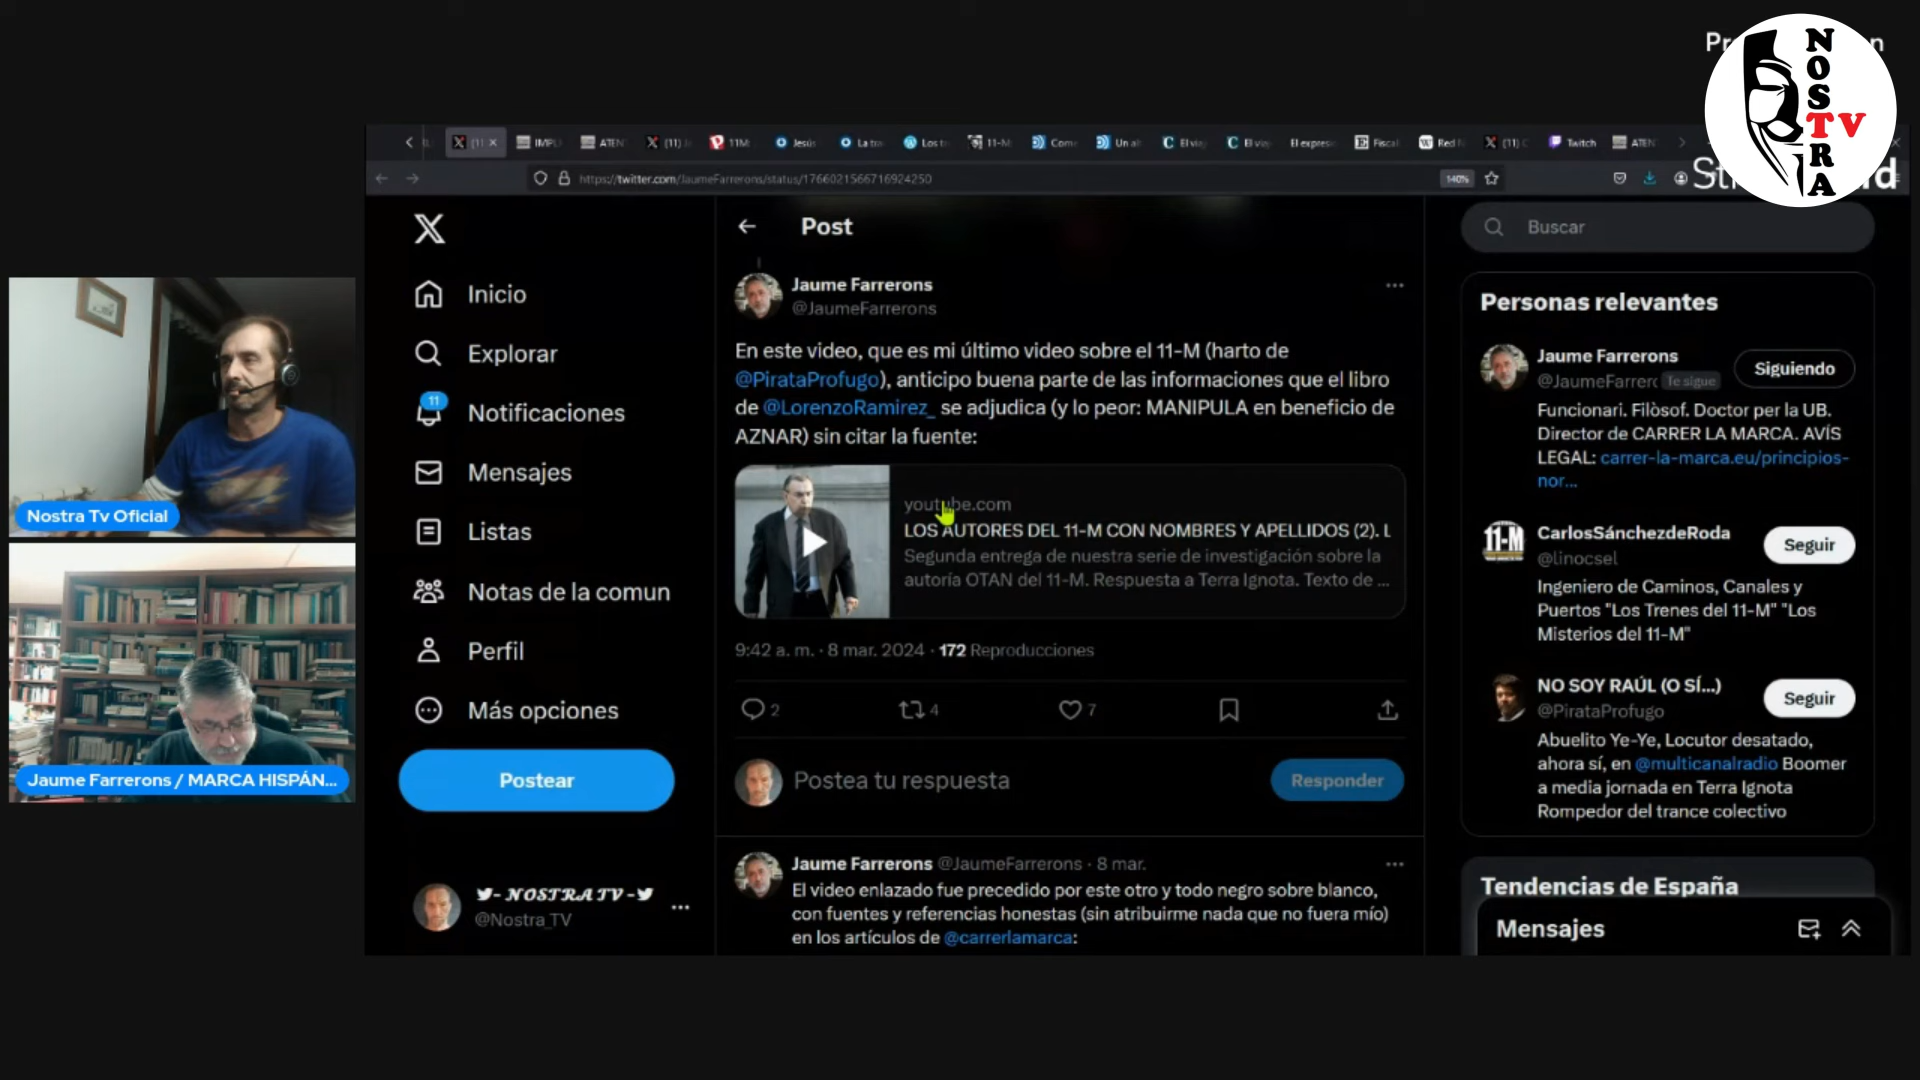 NOSTRA
TV
https://twitter.com/JaumeFarrerons/status/1766021566716924250
140%
Twitch
Post
Buscar
Inicio
Explorar
11
Notificaciones
Mensajes
Listas
Notas de la comun
Perfil
Más opciones
Postear
- NOSTRA TV -
@Nostra_TV
Jaume Farrerons
@JaumeFarrerons
En este video, que es mi último video sobre el 11-M (harto de
@PirataProfugo), anticipo buena parte de las informaciones que el libro
de @LorenzoRamirez_ se adjudica (y lo peor: MANIPULA en beneficio de
AZNAR) sin citar la fuente:
youtube.com
LOS AUTORES DEL 11-M CON NOMBRES Y APELLIDOS (2). L
Segunda entrega de nuestra serie de investigación sobre la
autoría OTAN del 11-M. Respuesta a Terra Ignota. Texto de ...
9:42 a. m. · 8 mar. 2024 · 172 Reproducciones
2
4
7
Postea tu respuesta
Responder
Jaume Farrerons @JaumeFarrerons · 8 mar.
El video enlazado fue precedido por este otro y todo negro sobre blanco,
con fuentes y referencias honestas (sin atribuirme nada que no fuera mío)
en los artículos de @carrerlamarca:
Personas relevantes
Jaume Farrerons
@JaumeFarrerc Te sigue
Siguiendo
Funcionari. Filòsof. Doctor per la UB.
Director de CARRER LA MARCA. AVÍS
LEGAL: carrer-la-marca.eu/principios-
nor...
11-M
CarlosSánchezdeRoda
@linocsel
Seguir
Ingeniero de Caminos, Canales y
Puertos "Los Trenes del 11-M" "Los
Misterios del 11-M"
NO SOY RAÚL (O SÍ...)
@PirataProfugo
Seguir
Abuelito Ye-Ye, Locutor desatado,
ahora sí, en @multicanalradio Boomer
a media jornada en Terra Ignota
Rompedor del trance colectivo
Tendencias de España
Mensajes
Nostra Tv Oficial
Jaume Farrerons / MARCA HISPÁN...